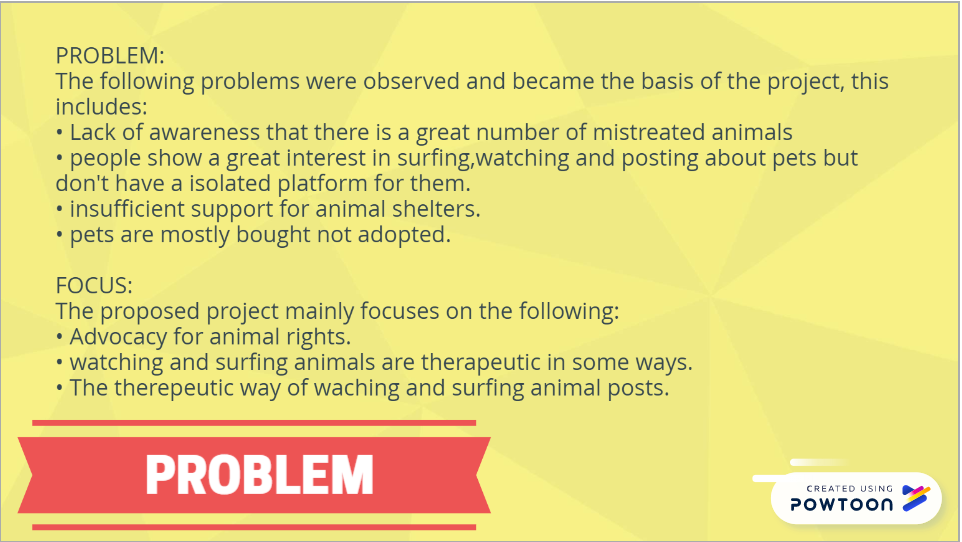 PROBLEM:
The following problems were observed and became the basis of the project, this
includes:
• Lack of awareness that there is a great number of mistreated animals
• people show a great interest in surfing,watching and posting about pets but
don't have a isolated platform for them.
• insufficient support for animal shelters.
• pets are mostly bought not adopted.
FOCUS:
The proposed project mainly focuses on the following:
• Advocacy for animal rights.
• watching and surfing animals are therapeutic in some ways.
• The therepeutic way of waching and surfing animal posts.
PROBLEM
CREATED USING
POWTOON